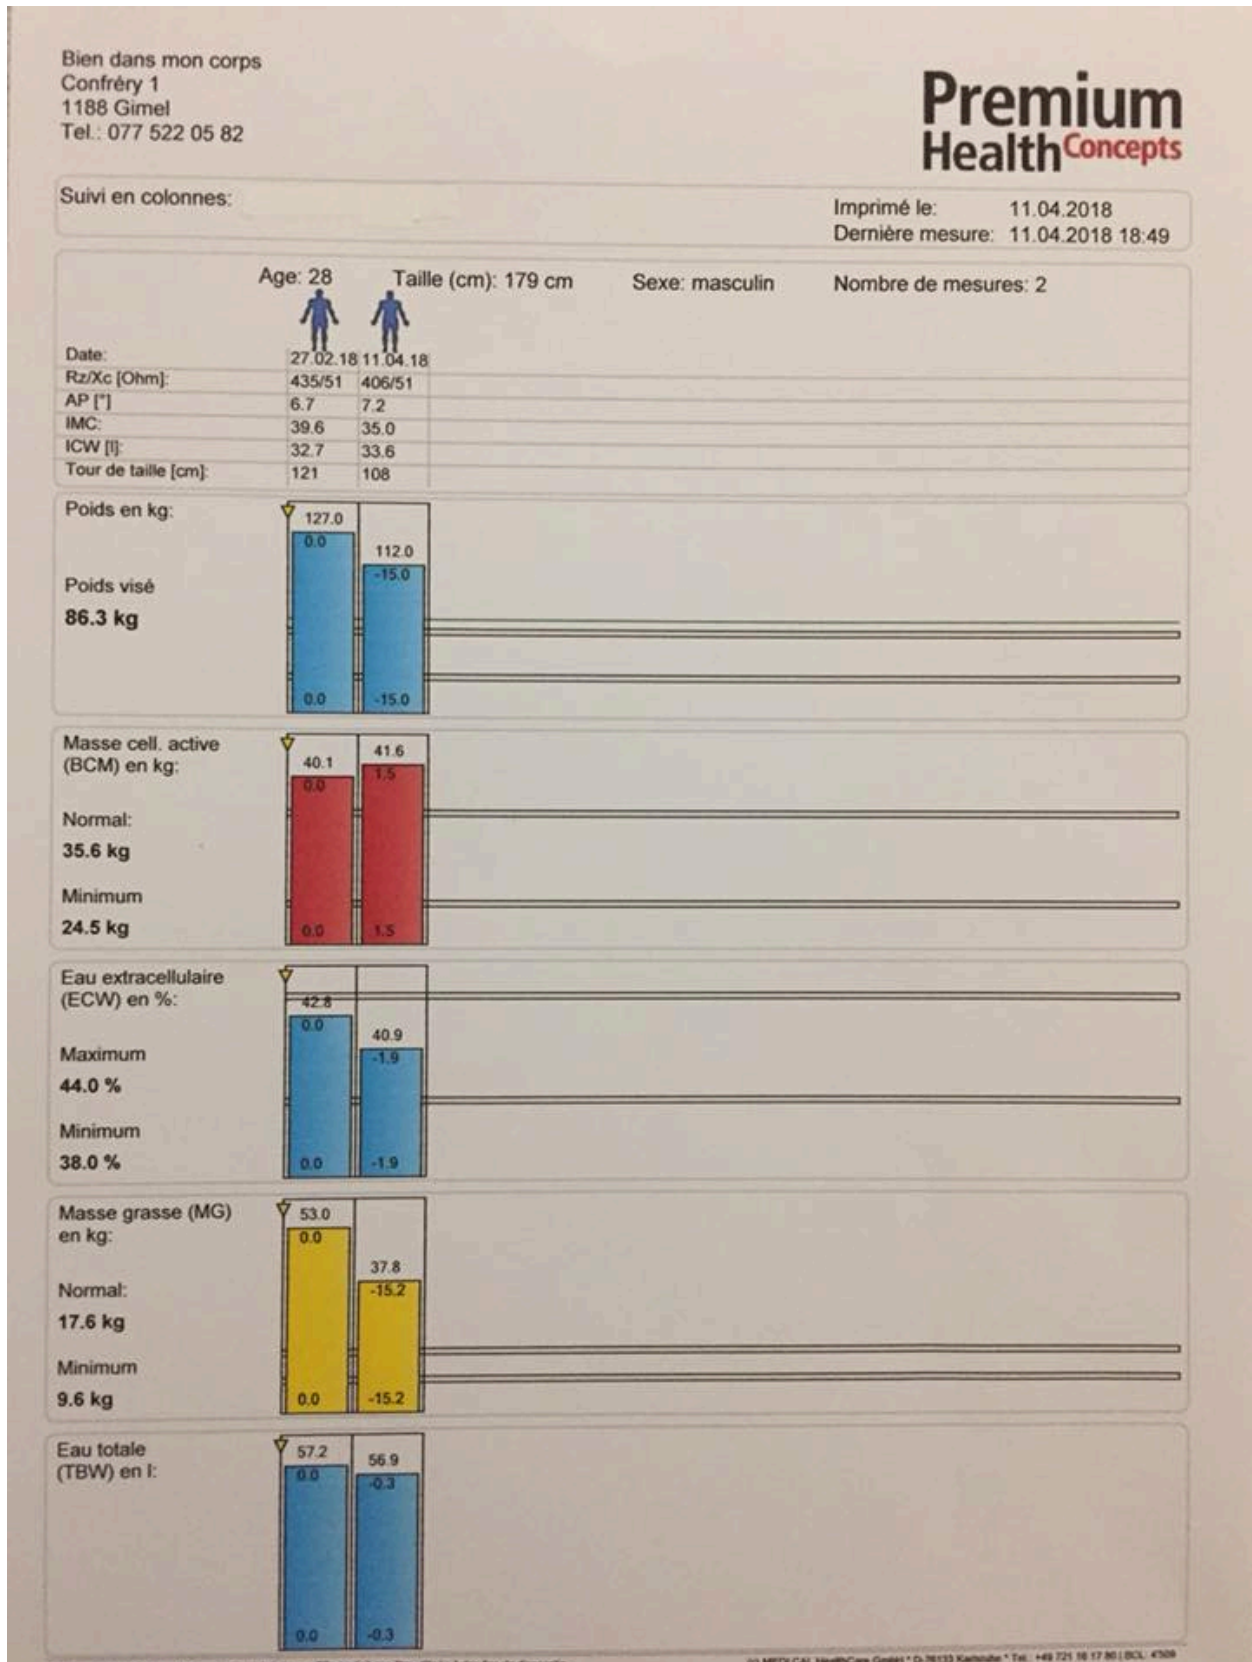 Bien dans mon corps
Confréry 1
1188 Gimel
Tel.: 077 522 05 82
Premium
Health Concepts
Suivi en colonnes:
Imprimé le: 11.04.2018
Dernière mesure: 11.04.2018 18:49
Age: 28 Taille (cm): 179 cm Sexe: masculin Nombre de mesures: 2
Date: 27.02.18 11.04.18
Rz/Xc [Ohm]: 435/51 406/51
AP [°] 6.7 7.2
IMC: 39.6 35.0
ICW [l]: 32.7 33.6
Tour de taille [cm]: 121 108
Poids en kg:
127.0
0.0
112.0
-15.0
Poids visé
86.3 kg
0.0 -15.0
Masse cell. active
(BCM) en kg:
40.1
0.0
41.6
1.5
Normal:
35.6 kg
Minimum
24.5 kg
0.0 1.5
Eau extracellulaire
(ECW) en %:
42.8
0.0
40.9
-1.9
Maximum
44.0 %
Minimum
38.0 %
0.0 -1.9
Masse grasse (MG)
en kg:
53.0
0.0
37.8
-15.2
Normal:
17.6 kg
Minimum
9.6 kg
0.0 -15.2
Eau totale
(TBW) en l:
57.2
0.0
56.9
-0.3
0.0 -0.3